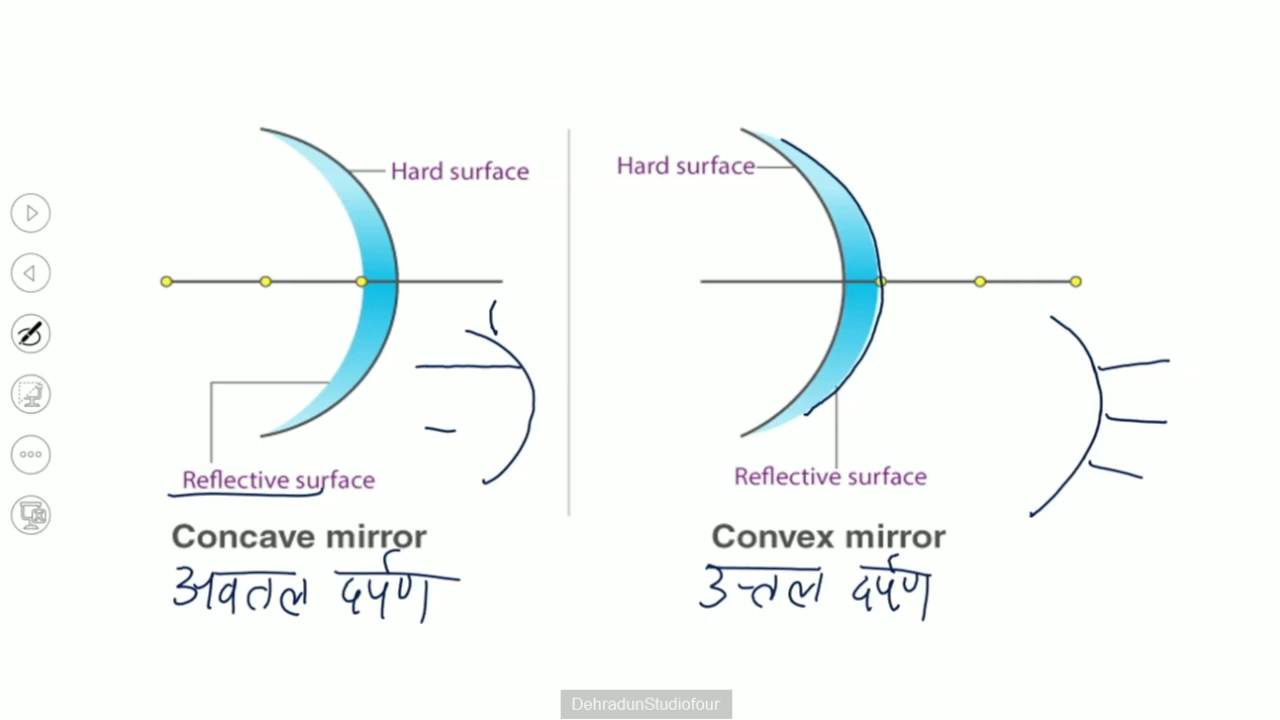 Hard surface
Reflective surface
Concave mirror
अवतल दर्पण
Hard surface
Reflective surface
Convex mirror
उत्तल दर्पण
DehradunStudiofour